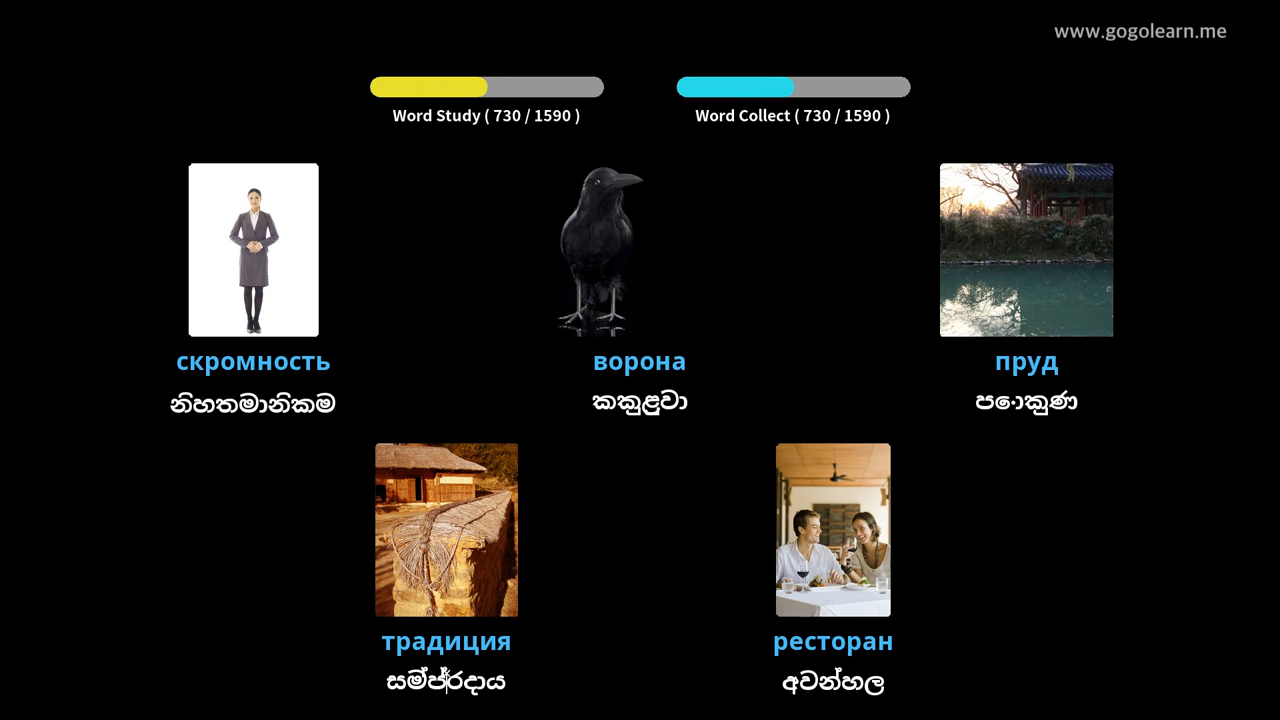 www.gogolearn.me
Word Study ( 730 / 1590 )
Word Collect ( 730 / 1590 )
скромность
ворона
пруд
නිහතමානිකම
කකුළුවා
පොකුණ
традиция
ресторан
සම්ප්‍රදාය
අවන්හල